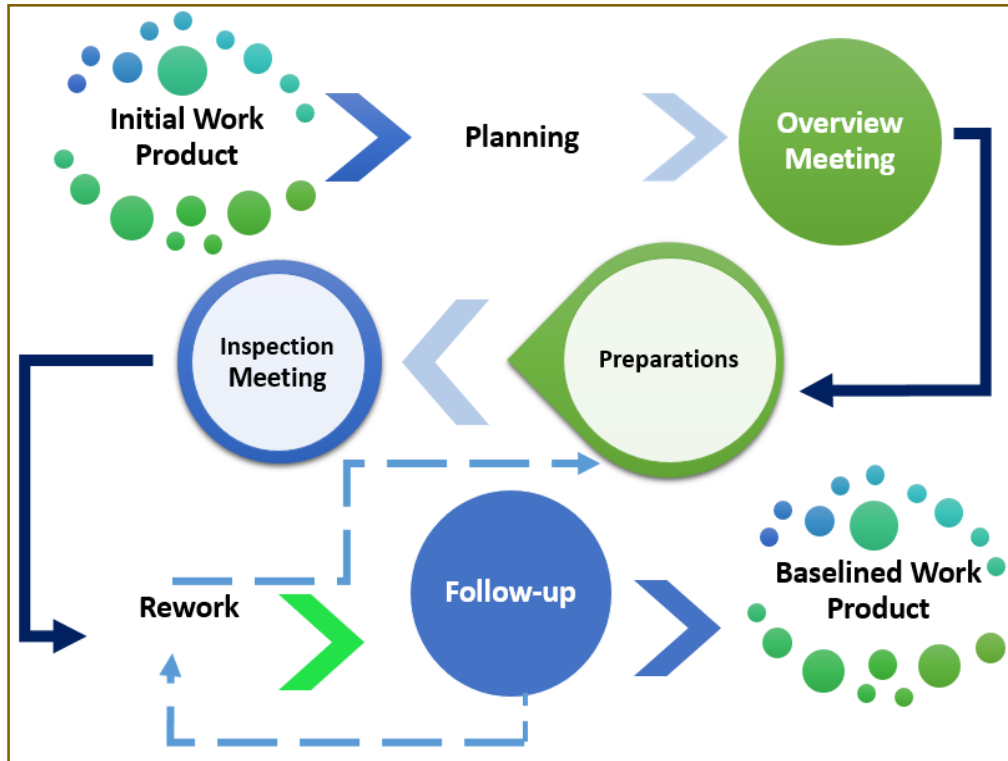 Initial Work
Product
Planning
Overview
Meeting
Inspection
Meeting
Preparations
Rework
Follow-up
Baselined Work
Product